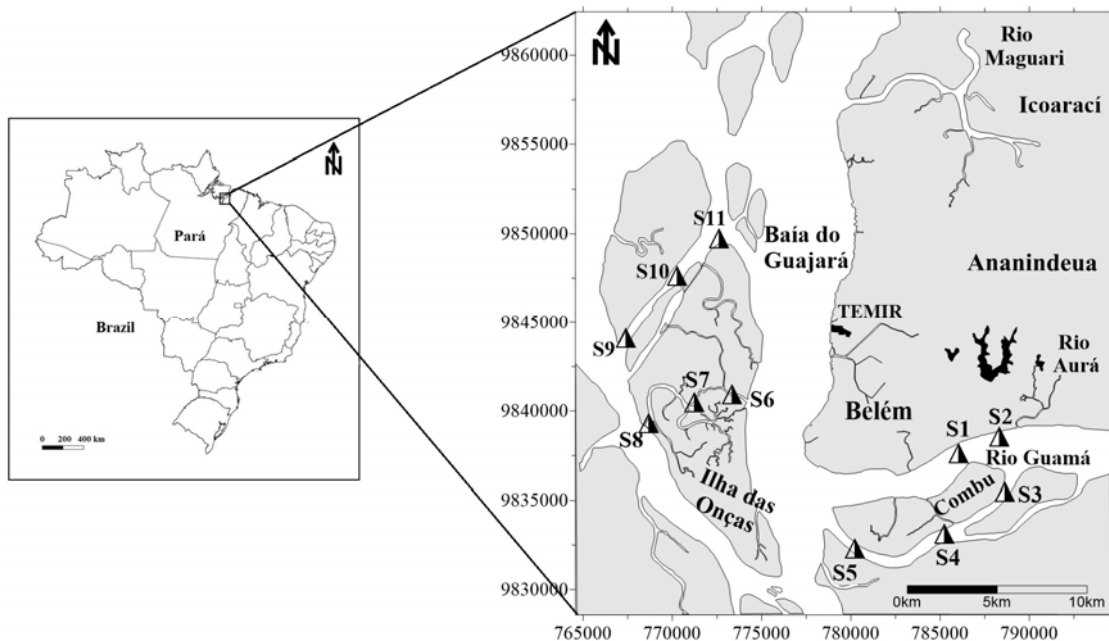 N
Pará
Brazil
0 200 400 km
N
9860000
9855000
9850000
9845000
9840000
9835000
9830000
765000
770000
775000
780000
785000
790000
Rio
Maguari
Icoarací
S11
Baía do
Guajará
S10
Ananindeua
TEMIR
S9
Rio
Aurá
S7
S6
Belém
S8
S1
S2
Rio Guamá
Ilha das
Onças
Combu
S3
S4
S5
0km
5km
10km